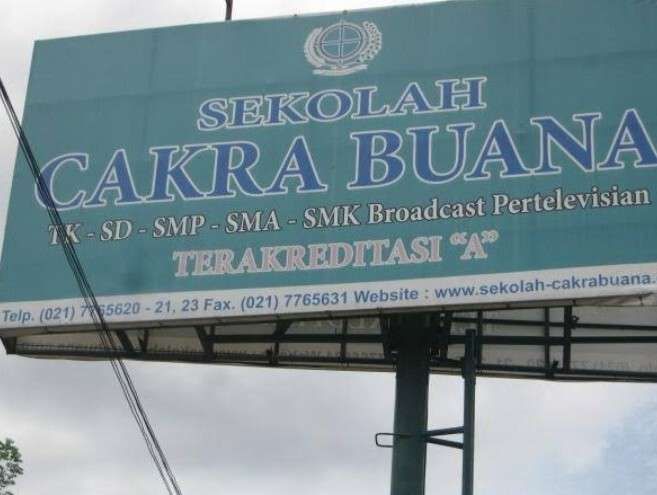 SEKOLAH
CAKRA BUANA
TK - SD - SMP - SMA - SMK Broadcast Pertelevisian
TERAKREDITASI "A"
Telp. (021) 7765620 - 21, 23 Fax. (021) 7765631 Website : www.sekolah-cakrabuana.